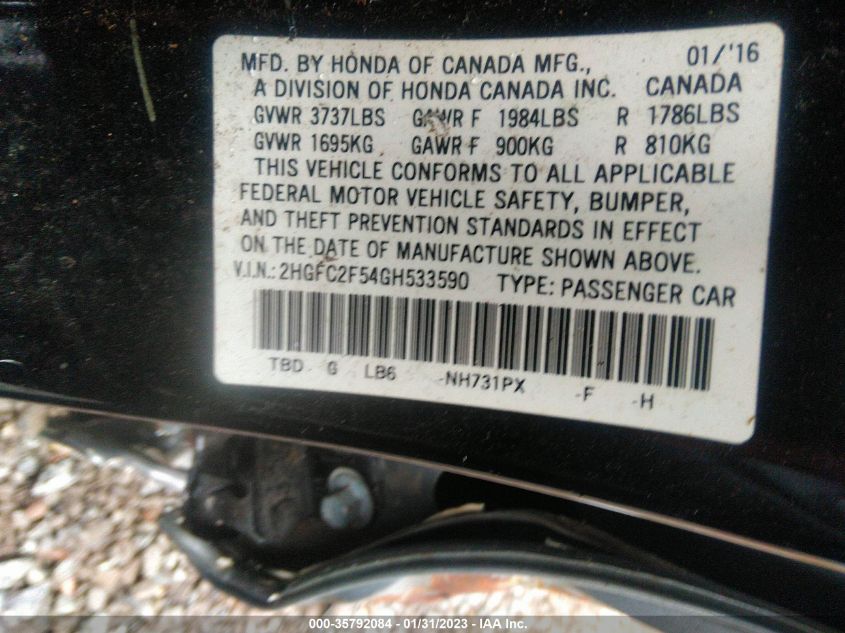 MFD. BY HONDA OF CANADA MFG., 01/'16
A DIVISION OF HONDA CANADA INC. CANADA
GVWR 3737LBS GAWR F 1984LBS R 1786LBS
GVWR 1695KG GAWR F 900KG R 810KG
THIS VEHICLE CONFORMS TO ALL APPLICABLE
FEDERAL MOTOR VEHICLE SAFETY, BUMPER,
AND THEFT PREVENTION STANDARDS IN EFFECT
ON THE DATE OF MANUFACTURE SHOWN ABOVE.
V.I.N.: 2HGFC2F54GH533590 TYPE: PASSENGER CAR
TBD G LB6 -NH731PX -F -H
000-35792084 - 01/31/2023 - IAA Inc.